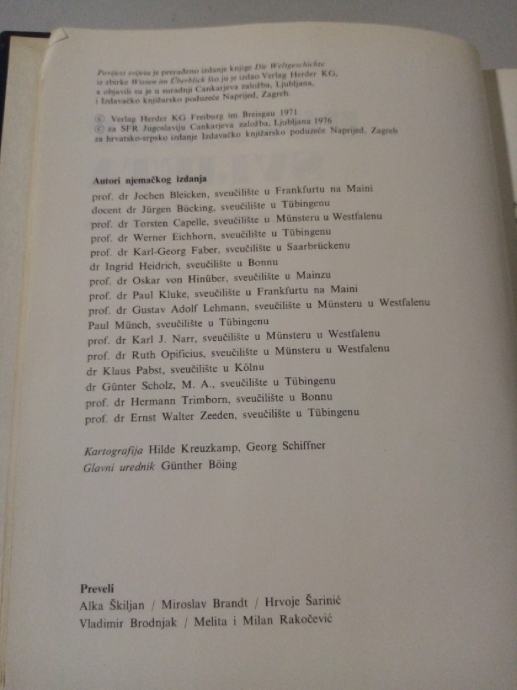 Povijest svijeta je prerađeno izdanje knjige Die Weltgeschichte
iz zbirke Wissen im Überblick što ju je izdao Verlag Herder KG,
a objavili su je u suradnji Cankarjeva založba, Ljubljana,
i Izdavačko knjižarsko poduzeće Naprijed, Zagreb.
© Verlag Herder KG Freiburg im Breisgau 1971
© za SFR Jugoslaviju Cankarjeva založba, Ljubljana 1976
za hrvatsko-srpsko izdanje Izdavačko knjižarsko poduzeće Naprijed, Zagreb
Autori njemačkog izdanja
prof. dr Jochen Bleicken, sveučilište u Frankfurtu na Maini
docent dr Jürgen Bücking, sveučilište u Tübingenu
prof. dr Torsten Capelle, sveučilište u Münsteru u Westfalenu
prof. dr Werner Eichhorn, sveučilište u Tübingenu
prof. dr Karl-Georg Faber, sveučilište u Saarbrückenu
dr Ingrid Heidrich, sveučilište u Bonnu
prof. dr Oskar von Hinüber, sveučilište u Mainzu
prof. dr Paul Kluke, sveučilište u Frankfurtu na Maini
prof. dr Gustav Adolf Lehmann, sveučilište u Münsteru u Westfalenu
Paul Münch, sveučilište u Tübingenu
prof. dr Karl J. Narr, sveučilište u Münsteru u Westfalenu
prof. dr Ruth Opificius, sveučilište u Münsteru u Westfalenu
dr Klaus Pabst, sveučilište u Kölnu
dr Günter Scholz, M. A., sveučilište u Tübingenu
prof. dr Hermann Trimborn, sveučilište u Bonnu
prof. dr Ernst Walter Zeeden, sveučilište u Tübingenu
Kartografija Hilde Kreuzkamp, Georg Schiffner
Glavni urednik Günther Böing
Preveli
Alka Škiljan / Miroslav Brandt / Hrvoje Šarinić
Vladimir Brodnjak / Melita i Milan Rakočević